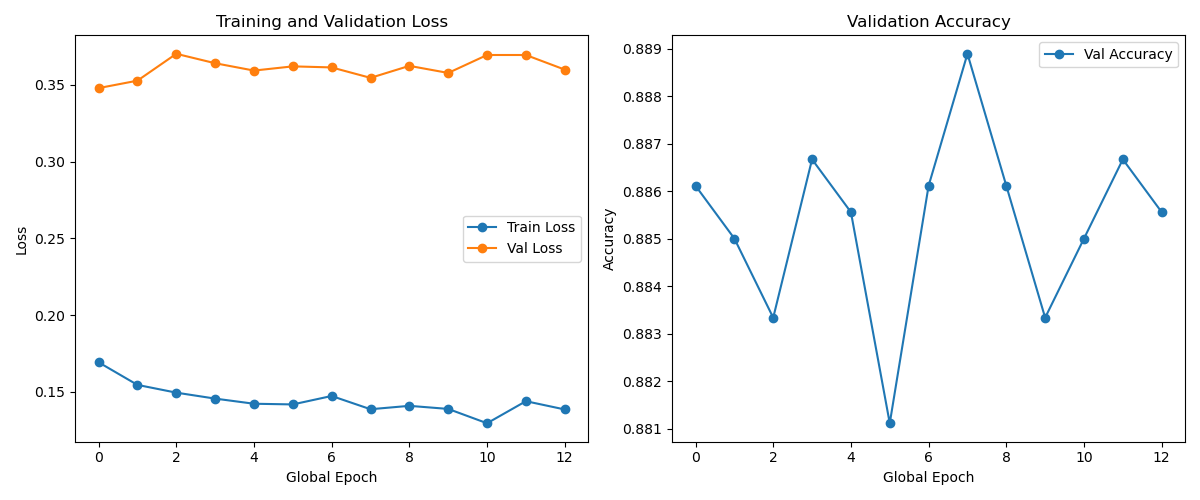 Training and Validation Loss
0.35
0.30
0.25
0.20
0.15
Loss
Train Loss
Val Loss
0 2 4 6 8 10 12
Global Epoch
Validation Accuracy
0.889
0.888
0.887
0.886
0.885
0.884
0.883
0.882
0.881
Accuracy
Val Accuracy
0 2 4 6 8 10 12
Global Epoch